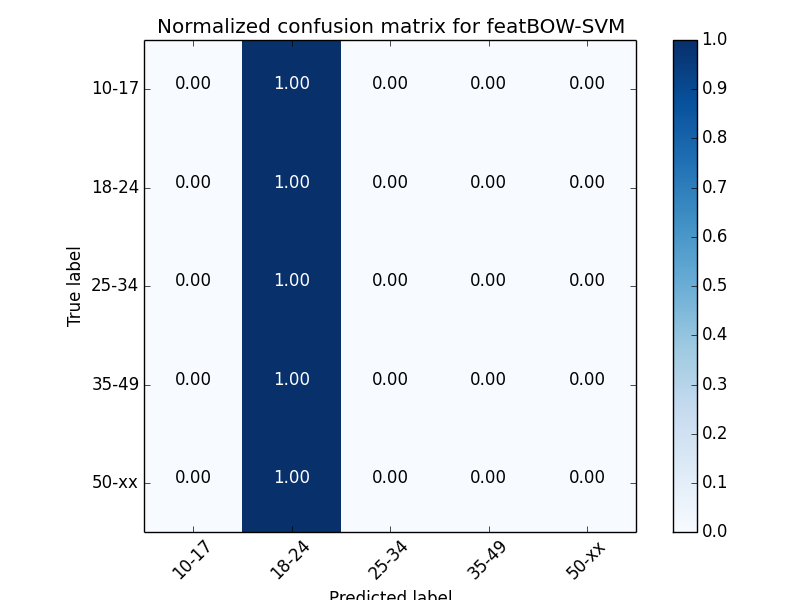 Normalized confusion matrix for featBOW-SVM
True label
10-17 0.00 1.00 0.00 0.00 0.00
18-24 0.00 1.00 0.00 0.00 0.00
25-34 0.00 1.00 0.00 0.00 0.00
35-49 0.00 1.00 0.00 0.00 0.00
50-xx 0.00 1.00 0.00 0.00 0.00
10-17 18-24 25-34 35-49 50-xx
Predicted label
1.0
0.9
0.8
0.7
0.6
0.5
0.4
0.3
0.2
0.1
0.0